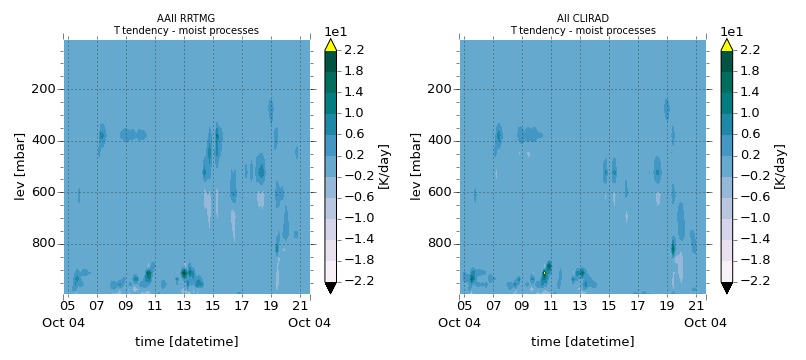 AAII RRTMG
T tendency - moist processes
1e1
2.2
1.8
1.4
1.0
0.6
0.2
−0.2
−0.6
−1.0
−1.4
−1.8
−2.2
[K/day]
200
400
600
800
lev [mbar]
05 07 09 11 13 15 17 19 21
Oct 04 Oct 04
time [datetime]
All CLIRAD
T tendency - moist processes
1e1
2.2
1.8
1.4
1.0
0.6
0.2
−0.2
−0.6
−1.0
−1.4
−1.8
−2.2
[K/day]
200
400
600
800
lev [mbar]
05 07 09 11 13 15 17 19 21
Oct 04 Oct 04
time [datetime]